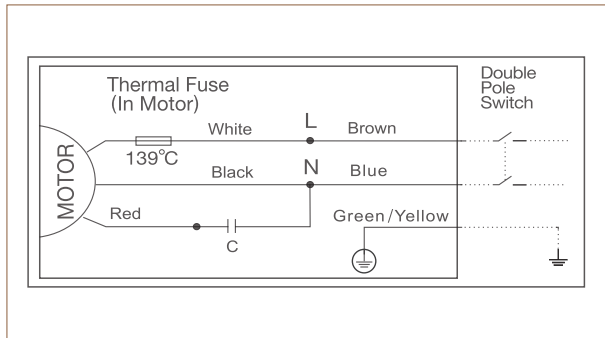 Thermal Fuse
(In Motor)
Double
Pole
Switch
MOTOR
139°C
White
L
Brown
Black
N
Blue
Red
C
Green/Yellow